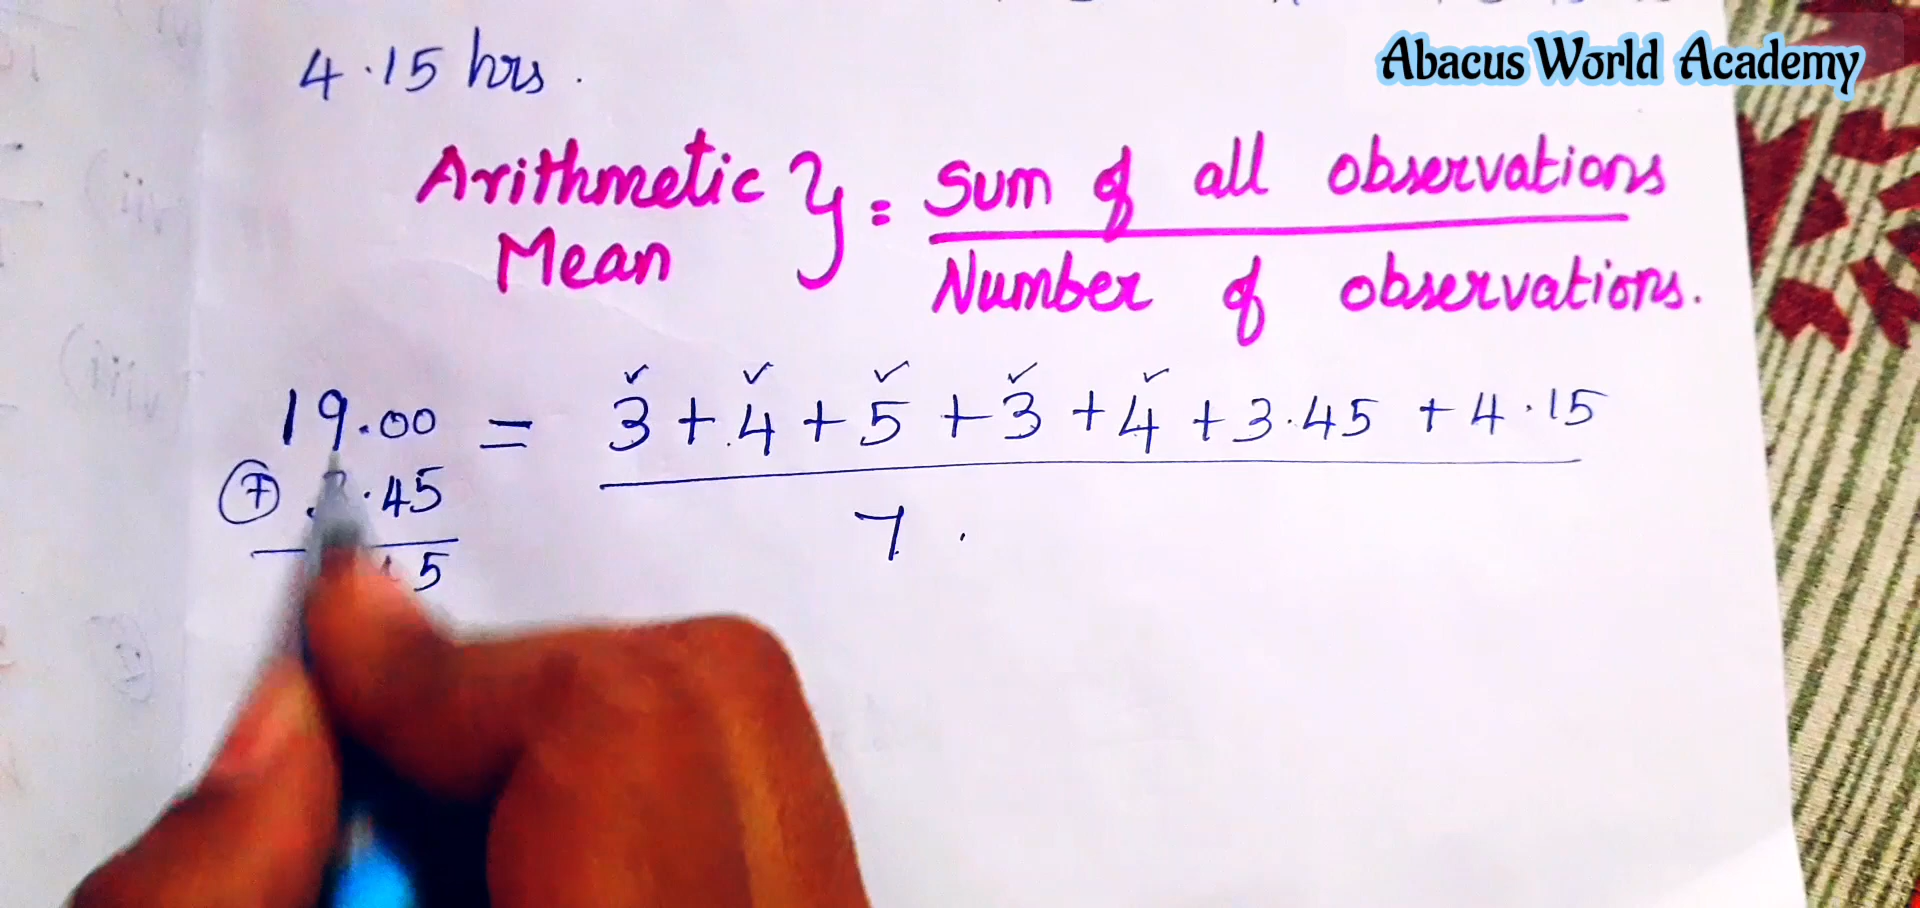 Abacus World Academy
4.15 hrs.
Arithmetic Mean } = Sum of all observations
Number of observations.
19.00 = 3 + 4 + 5 + 3 + 4 + 3.45 + 4.15
+ .45
7.
5